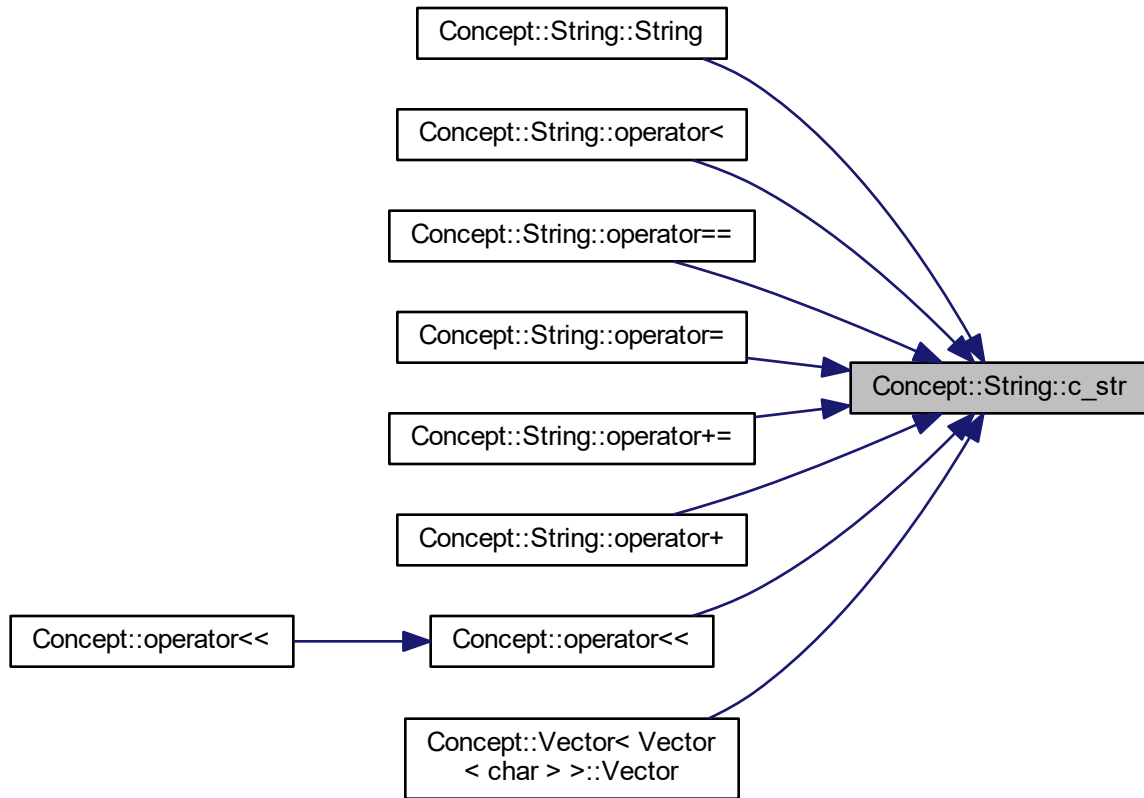 Concept::String::String
Concept::String::operator<
Concept::String::operator==
Concept::String::operator=
Concept::String::c_str
Concept::String::operator+=
Concept::String::operator+
Concept::operator<<
Concept::operator<<
Concept::Vector< Vector
< char > >::Vector